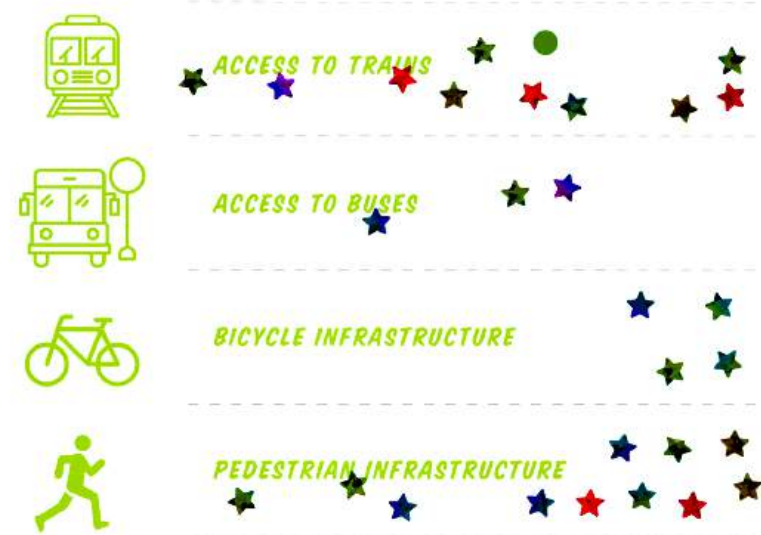 ACCESS TO TRAINS
ACCESS TO BUSES
BICYCLE INFRASTRUCTURE
PEDESTRIAN INFRASTRUCTURE